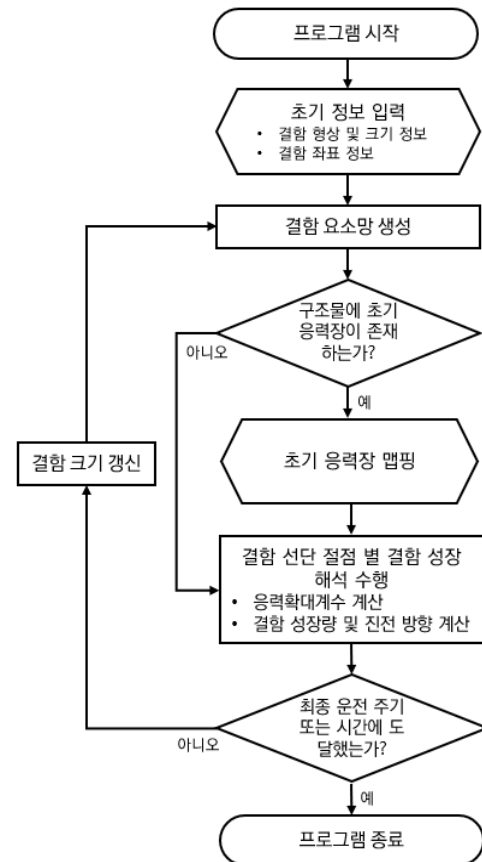 프로그램 시작
초기 정보 입력
• 결함 형상 및 크기 정보
• 결함 좌표 정보
결함 요소망 생성
구조물에 초기
응력장이 존재
하는가?
아니오
예
초기 응력장 맵핑
결함 크기 갱신
결함 선단 절점 별 결함 성장
해석 수행
• 응력확대계수 계산
• 결함 성장량 및 진전 방향 계산
최종 운전 주기
또는 시간에 도
달했는가?
아니오
예
프로그램 종료